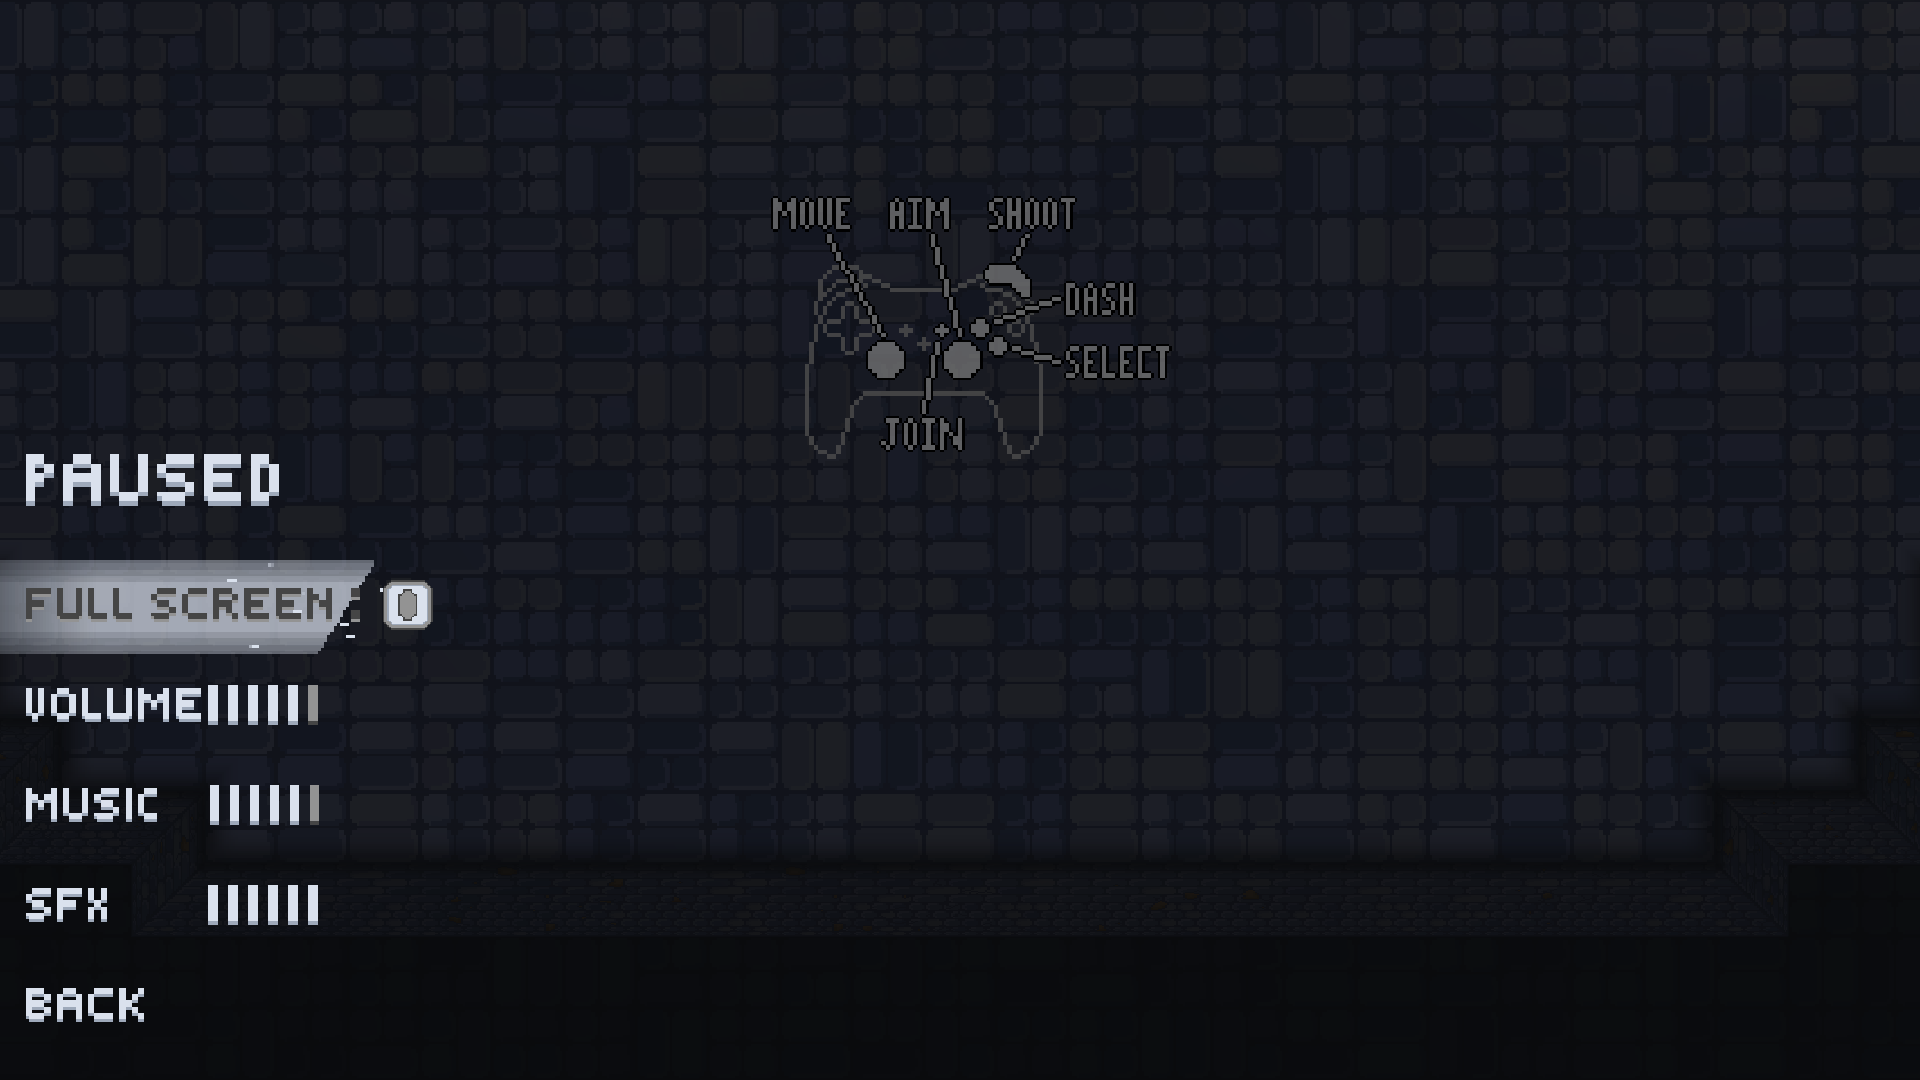 MOVE AIM SHOOT
DASH
SELECT
JOIN
PAUSED
FULL SCREEN:
VOLUME
MUSIC
SFX
BACK